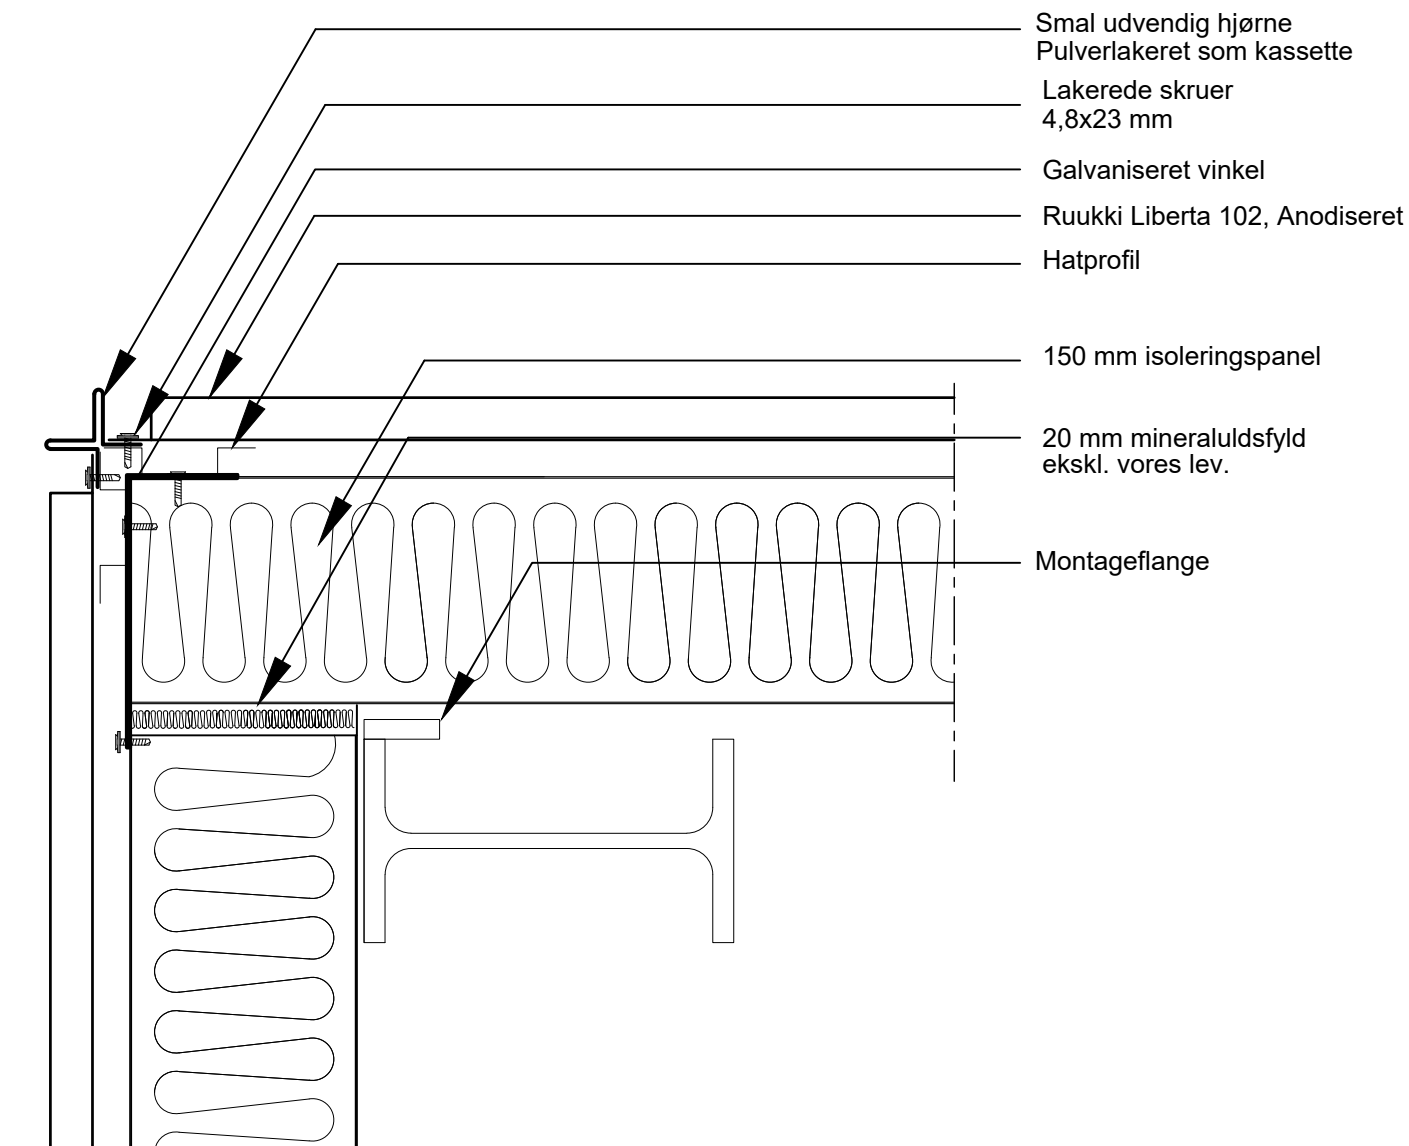 Smal udvendig hjørne
Pulverlakeret som kassette
Lakerede skruer
4,8x23 mm
Galvaniseret vinkel
Ruukki Liberta 102, Anodiseret
Hatprofil
150 mm isoleringspanel
20 mm mineraluldsfyld
ekskl. vores lev.
Montageflange